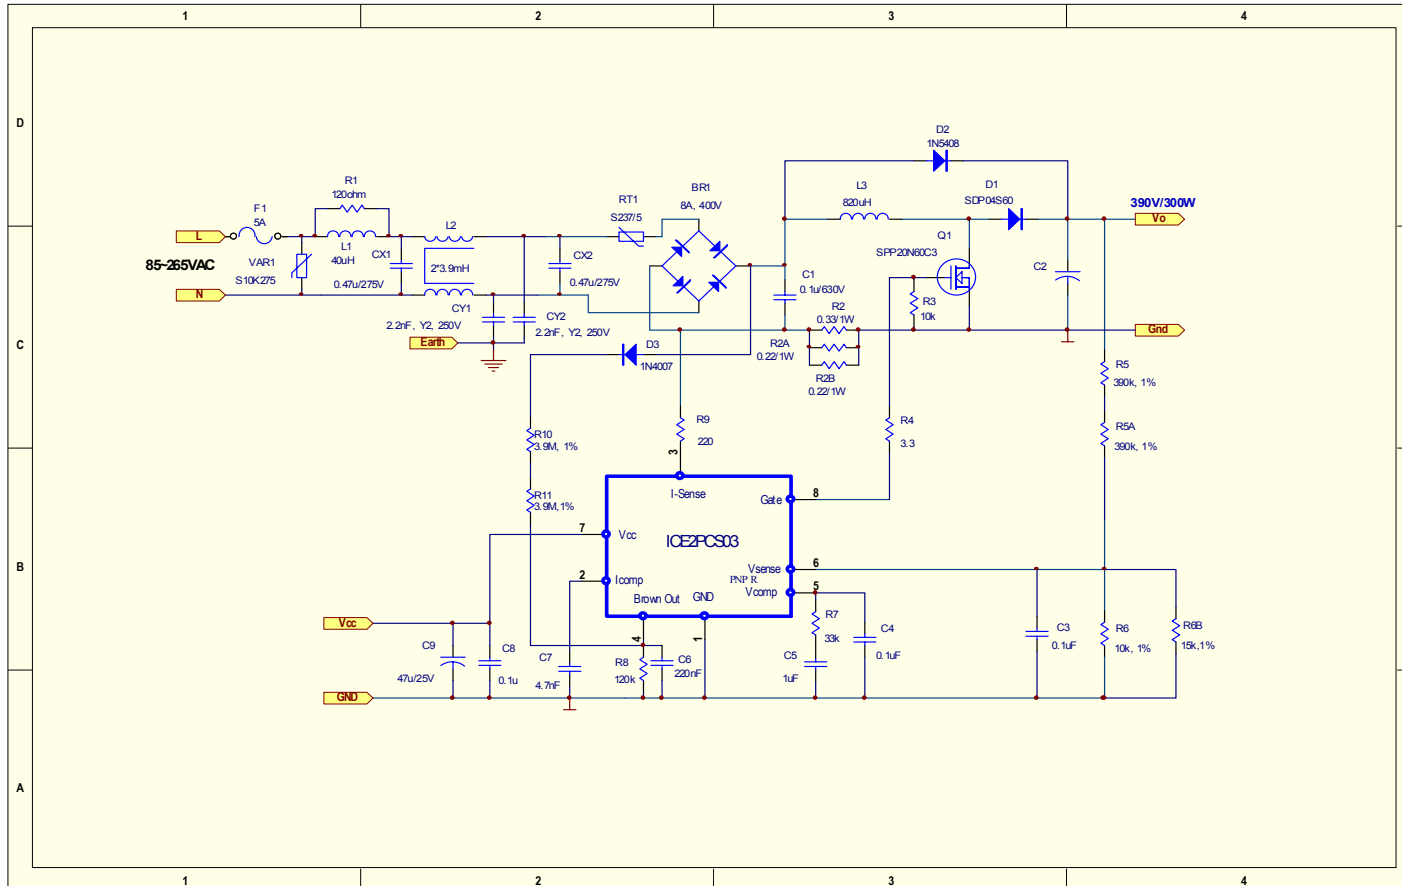 1 2 3 4
D
D2
1N5408
R1
120ohm
F1
5A
RT1
S237/5
BR1
8A, 400V
L3
820uH
D1
SDP04S60
390V/300W
Vo
L
L2
L1
40uH
VAR1
S10K275
CX1
0.47u/275V
2*3.9mH
CX2
0.47u/275V
Q1
SPP20N60C3
85~265VAC
C1
0.1u/630V
C2
N
CY1
2.2nF, Y2, 250V
CY2
2.2nF, Y2, 250V
R2
0.33/1W
R3
10k
Earth
C
D3
1N4007
R2A
0.22/1W
R2B
0.22/1W
Gnd
R5
390k, 1%
R9
220
R4
3.3
R5A
390k, 1%
R10
3.9M, 1%
3
R11
3.9M,1%
I-Sense
Gate
8
7
Vcc
ICE2PCS03
B
2
Icomp
Vsense
6
PNP R
Vcomp
5
Brown Out
GND
4
1
Vcc
C9
47u/25V
C8
0.1u
C7
4.7nF
R8
120k
C6
220nF
R7
33k
C5
1uF
C4
0.1uF
C3
0.1uF
R6
10k, 1%
R6B
15k,1%
GND
A
1 2 3 4